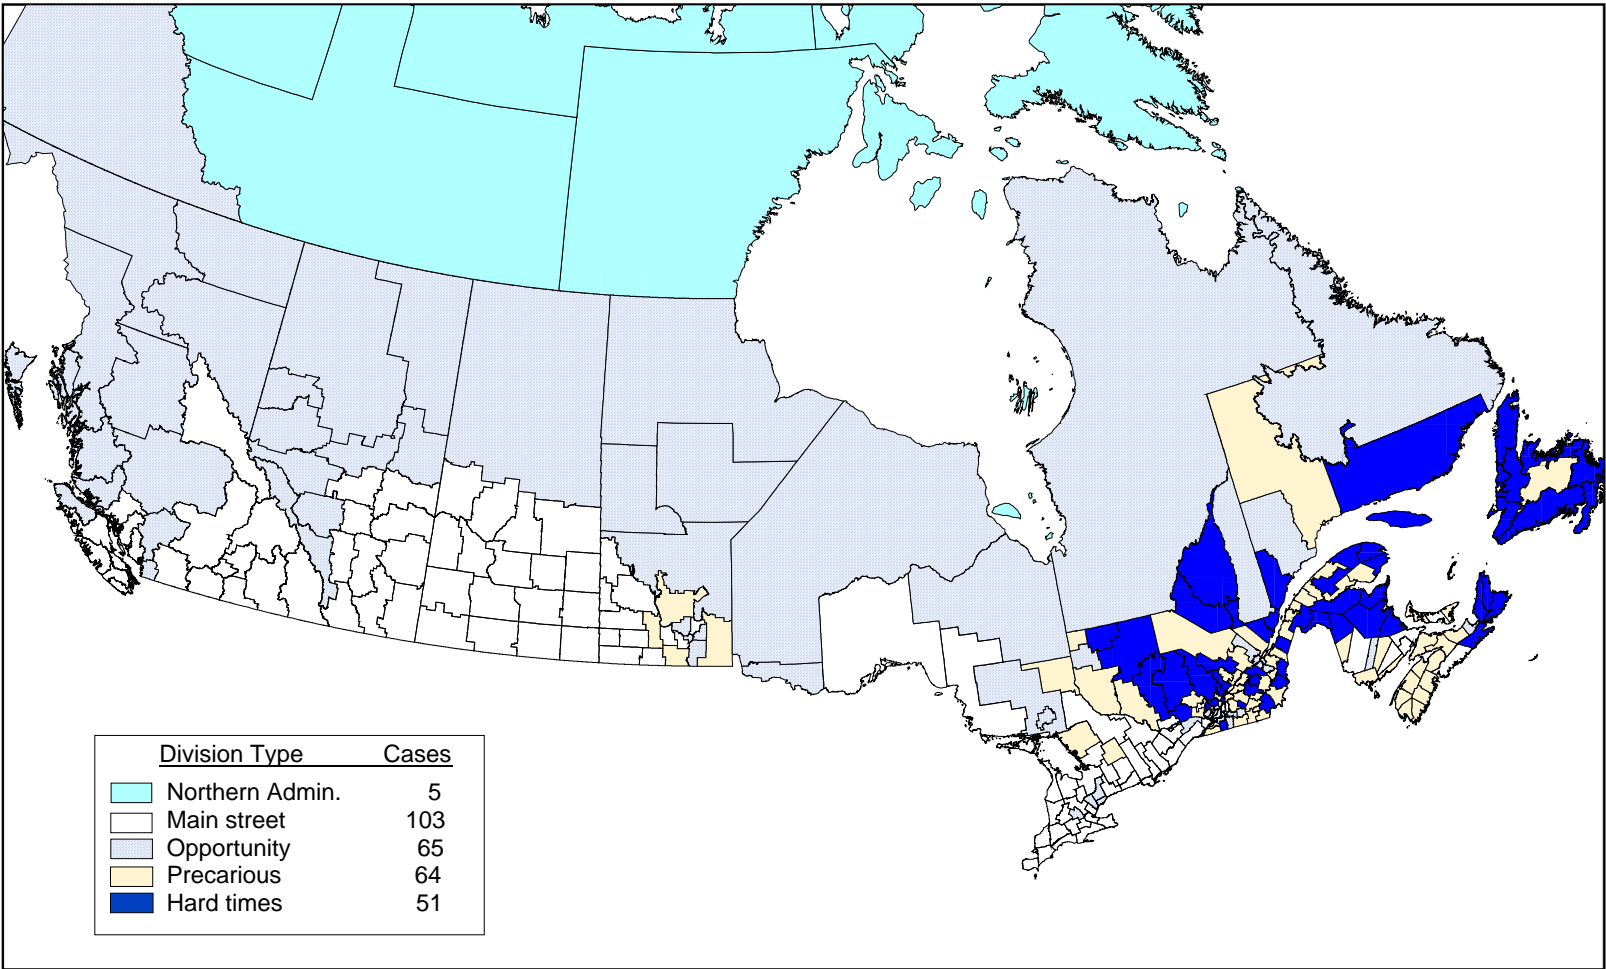 Division Type Cases
Northern Admin. 5
Main street 103
Opportunity 65
Precarious 64
Hard times 51